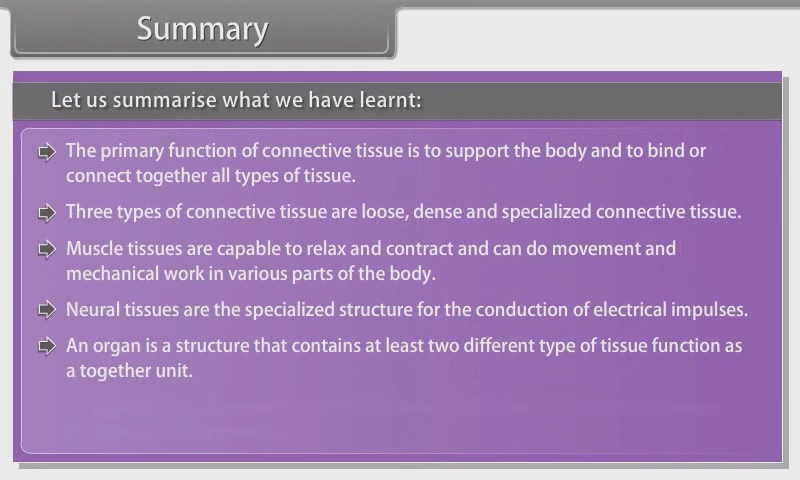 Summary
Let us summarise what we have learnt:
The primary function of connective tissue is to support the body and to bind or
connect together all types of tissue.
Three types of connective tissue are loose, dense and specialized connective tissue.
Muscle tissues are capable to relax and contract and can do movement and
mechanical work in various parts of the body.
Neural tissues are the specialized structure for the conduction of electrical impulses.
An organ is a structure that contains at least two different type of tissue function as
a together unit.